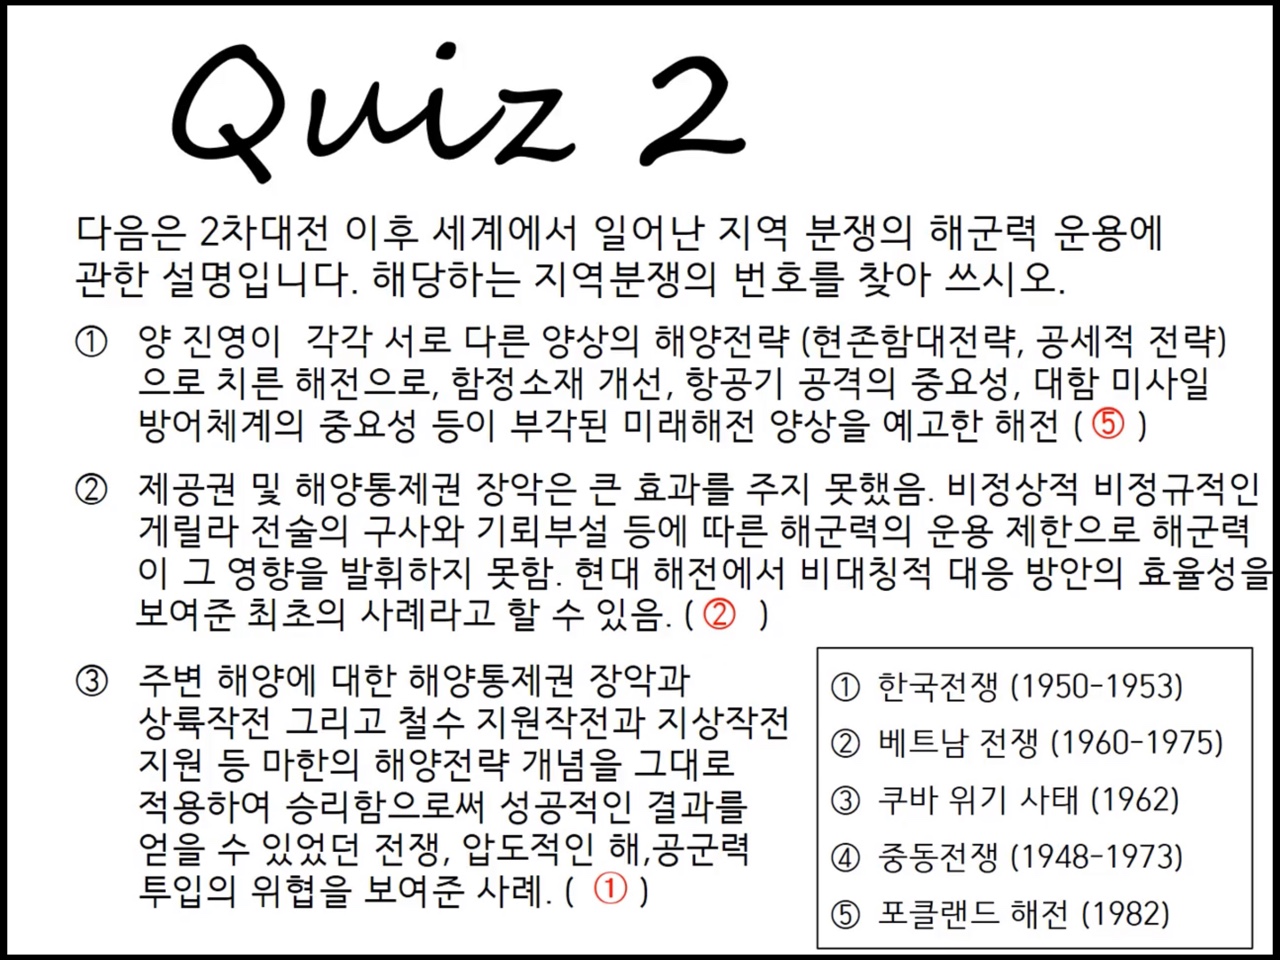 Quiz 2
다음은 2차대전 이후 세계에서 일어난 지역 분쟁의 해군력 운용에
관한 설명입니다. 해당하는 지역분쟁의 번호를 찾아 쓰시오.
① 양 진영이 각각 서로 다른 양상의 해양전략 (현존함대전략, 공세적 전략)
으로 치른 해전으로, 함정소재 개선, 항공기 공격의 중요성, 대함 미사일
방어체계의 중요성 등이 부각된 미래해전 양상을 예고한 해전 ( ⑤ )
② 제공권 및 해양통제권 장악은 큰 효과를 주지 못했음. 비정상적 비정규적인
게릴라 전술의 구사와 기뢰부설 등에 따른 해군력의 운용 제한으로 해군력
이 그 영향을 발휘하지 못함. 현대 해전에서 비대칭적 대응 방안의 효율성을
보여준 최초의 사례라고 할 수 있음. ( ② )
③ 주변 해양에 대한 해양통제권 장악과
상륙작전 그리고 철수 지원작전과 지상작전
지원 등 마한의 해양전략 개념을 그대로
적용하여 승리함으로써 성공적인 결과를
얻을 수 있었던 전쟁, 압도적인 해,공군력
투입의 위협을 보여준 사례. ( ① )
① 한국전쟁 (1950-1953)
② 베트남 전쟁 (1960-1975)
③ 쿠바 위기 사태 (1962)
④ 중동전쟁 (1948-1973)
⑤ 포클랜드 해전 (1982)